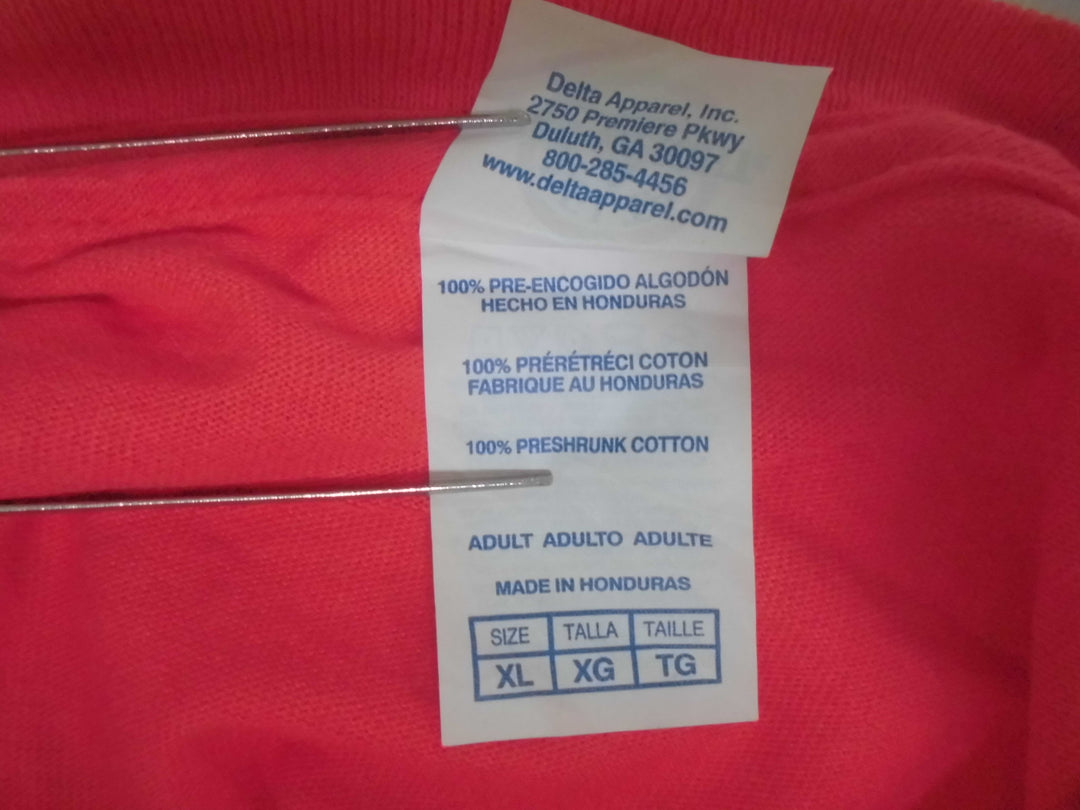 Delta Apparel, Inc.
2750 Premiere Pkwy
Duluth, GA 30097
800-285-4456
www.deltaapparel.com
100% PRE-ENCOGIDO ALGODÓN
HECHO EN HONDURAS
100% PRÉRÉTRÉCI COTON
FABRIQUE AU HONDURAS
100% PRESHRUNK COTTON
ADULT ADULTO ADULTE
MADE IN HONDURAS
SIZE TALLA TAILLE
XL XG TG